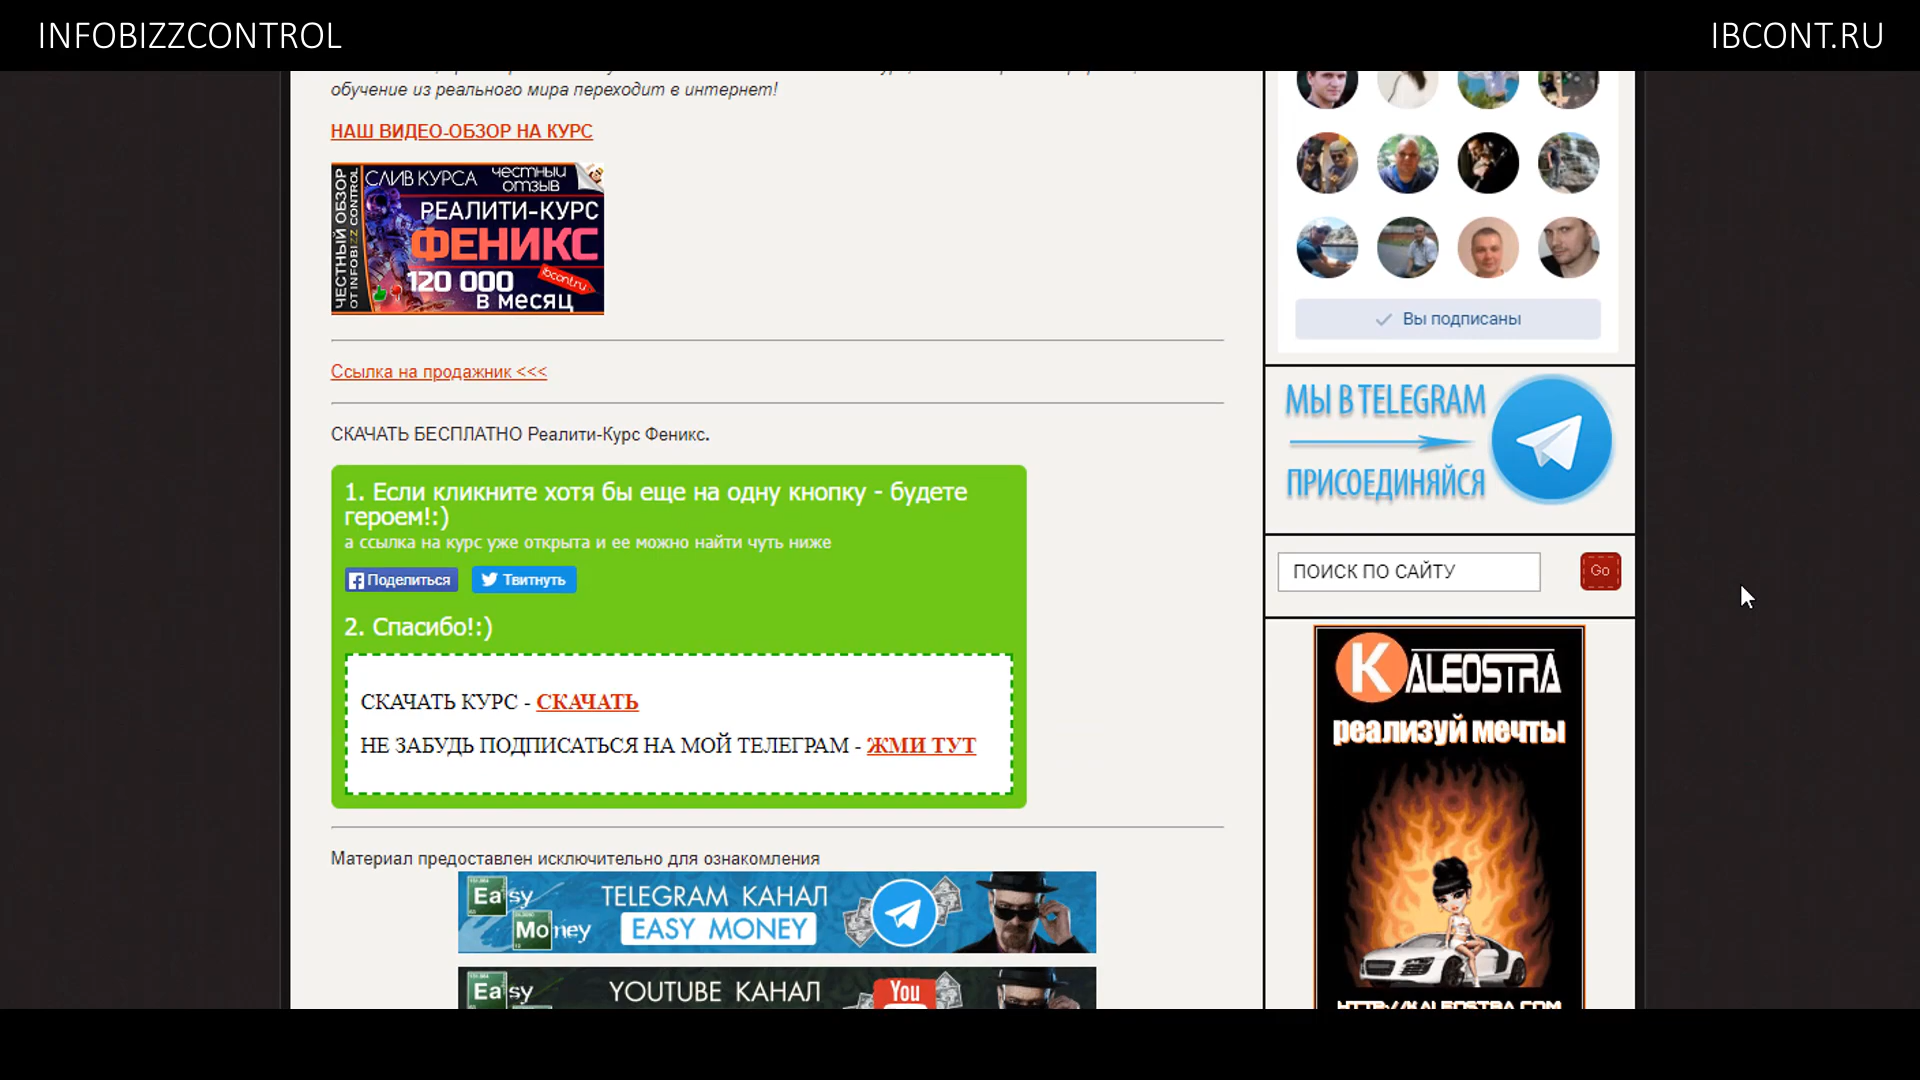 INFOBIZZCONTROL
IBCONT.RU
обучение из реального мира переходит в интернет!
НАШ ВИДЕО-ОБЗОР НА КУРС
ЧЕСТНЫЙ ОБЗОР
ОТ INFOBIZZ CONTROL
СЛИВ КУРСА
ЧЕСТНЫЙ
ОТЗЫВ
РЕАЛИТИ-КУРС
ФЕНИКС
120 000
в месяц
ibcont.ru
Ссылка на продажник <<<
СКАЧАТЬ БЕСПЛАТНО Реалити-Курс Феникс.
1. Если кликните хотя бы еще на одну кнопку - будете
героем!:)
а ссылка на курс уже открыта и ее можно найти чуть ниже
Поделиться
Твитнуть
2. Спасибо!:)
СКАЧАТЬ КУРС - СКАЧАТЬ
НЕ ЗАБУДЬ ПОДПИСАТЬСЯ НА МОЙ ТЕЛЕГРАМ - ЖМИ ТУТ
Материал предоставлен исключительно для ознакомления
Easy
Money
TELEGRAM КАНАЛ
EASY MONEY
Easy
YOUTUBE КАНАЛ
You
Вы подписаны
МЫ В TELEGRAM
ПРИСОЕДИНЯЙСЯ
ПОИСК ПО САЙТУ
Go
KALEOSTRA
реализуй мечты
HTTP://KALEOSTRA.COM